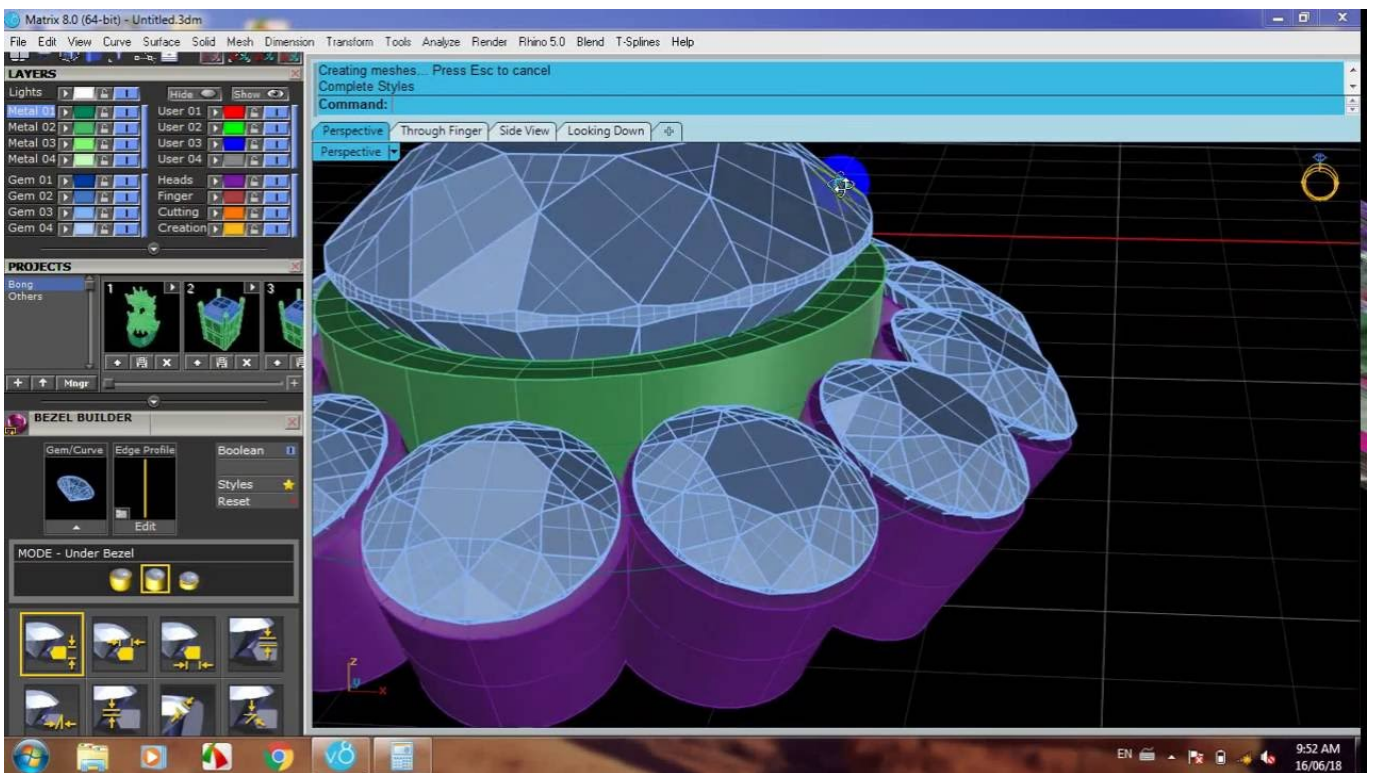 Matrix 8.0 (64-bit) - Untitled.3dm
File Edit View Curve Surface Solid Mesh Dimension Transform Tools Analyze Render Rhino 5.0 Blend T-Splines Help
LAYERS
Lights Hide Show
Metal 01 User 01
Metal 02 User 02
Metal 03 User 03
Metal 04 User 04
Gem 01 Heads
Gem 02 Finger
Gem 03 Cutting
Gem 04 Creation
PROJECTS
Bong
Others
1 2 3
Mngr
BEZEL BUILDER
Gem/Curve Edge Profile Boolean
Styles
Reset
Edit
MODE - Under Bezel
Creating meshes... Press Esc to cancel
Complete Styles
Command:
Perspective Through Finger Side View Looking Down
Perspective
z
y
x
v8
EN
9:52 AM
16/06/18